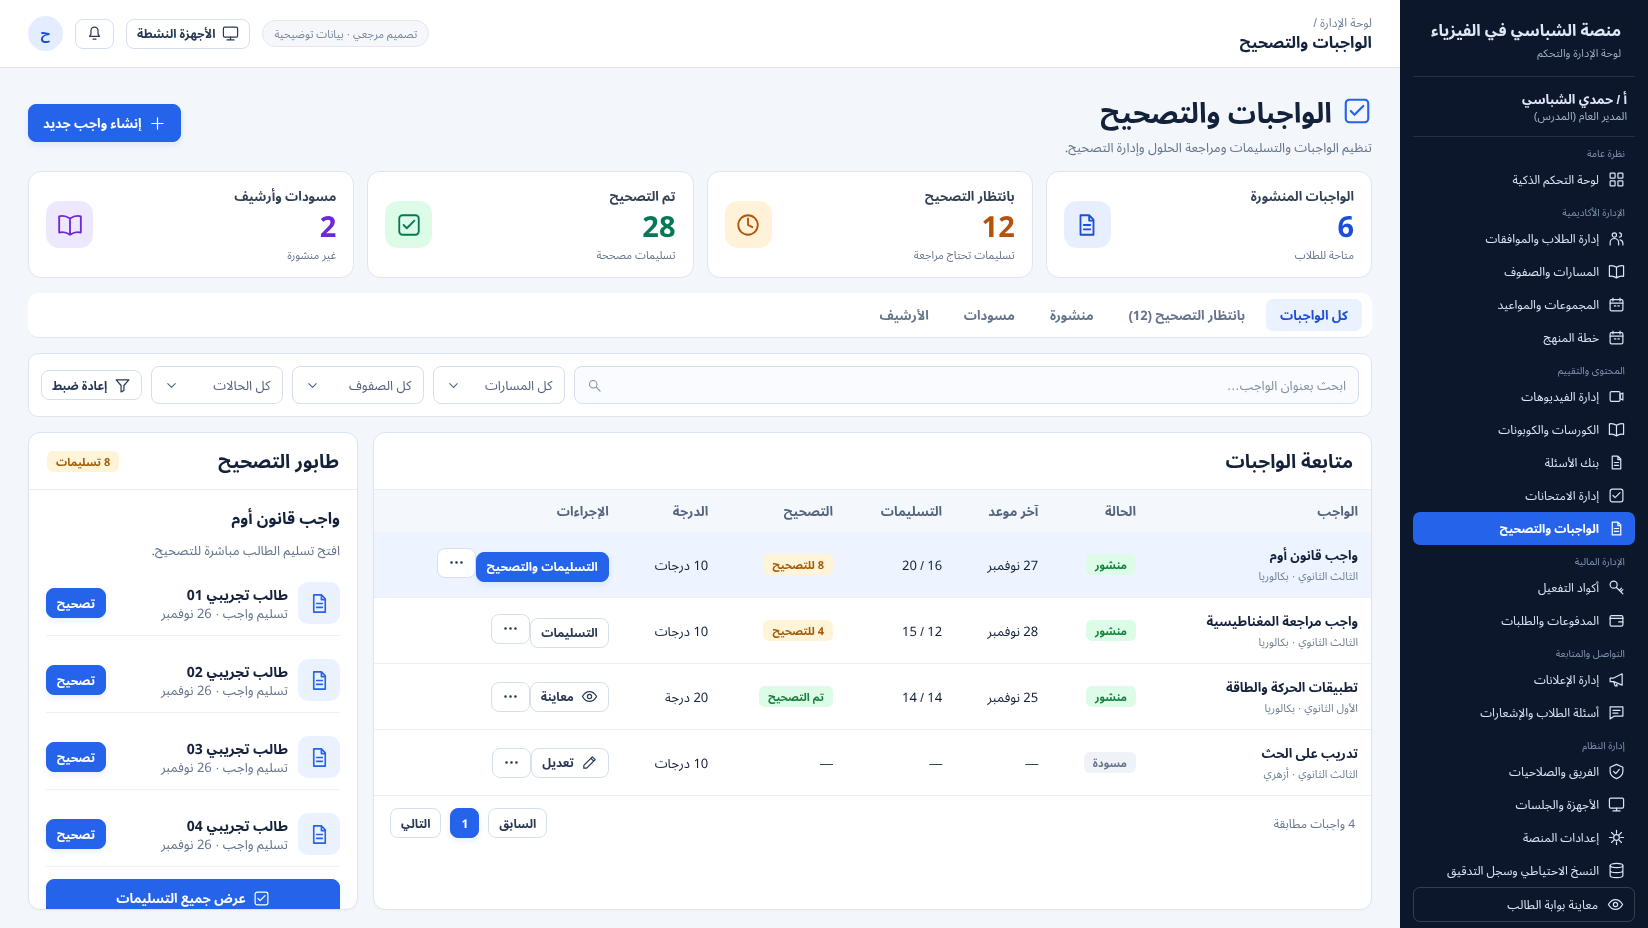 منصة الشباسي في الفيزياء
لوحة الإدارة والتحكم
أ / حمدي الشباسي
المدير العام (المدرس)
نظرة عامة
لوحة التحكم الذكية
الإدارة الأكاديمية
إدارة الطلاب والموافقات
المسارات والصفوف
المجموعات والمواعيد
خطة المنهج
المحتوى والتقييم
إدارة الفيديوهات
الكورسات والكوبونات
بنك الأسئلة
إدارة الامتحانات
الواجبات والتصحيح
الإدارة المالية
أكواد التفعيل
المدفوعات والطلبات
التواصل والمتابعة
إدارة الإعلانات
أسئلة الطلاب والإشعارات
إدارة النظام
الفريق والصلاحيات
الأجهزة والجلسات
إعدادات المنصة
النسخ الاحتياطي وسجل التدقيق
معاينة بوابة الطالب
لوحة الإدارة /
الواجبات والتصحيح
تصميم مرجعي · بيانات توضيحية
الأجهزة النشطة
ح
الواجبات والتصحيح
تنظيم الواجبات والتسليمات ومراجعة الحلول وإدارة التصحيح.
إنشاء واجب جديد
الواجبات المنشورة
6
متاحة للطلاب
بانتظار التصحيح
12
تسليمات تحتاج مراجعة
تم التصحيح
28
تسليمات مصححة
مسودات وأرشيف
2
غير منشورة
كل الواجبات
بانتظار التصحيح (12)
منشورة
مسودات
الأرشيف
ابحث بعنوان الواجب...
كل المسارات
كل الصفوف
كل الحالات
إعادة ضبط
متابعة الواجبات
الواجب الحالة آخر موعد التسليمات التصحيح الدرجة الإجراءات
واجب قانون أوم منشور 27 نوفمبر 16 / 20 8 للتصحيح 10 درجات التسليمات والتصحيح ...
الثالث الثانوي · بكالوريا
واجب مراجعة المغناطيسية منشور 28 نوفمبر 12 / 15 4 للتصحيح 10 درجات التسليمات ...
الثالث الثانوي · بكالوريا
تطبيقات الحركة والطاقة منشور 25 نوفمبر 14 / 14 تم التصحيح 20 درجة معاينة ...
الأول الثانوي · بكالوريا
تدريب على الحث مسودة — — — 10 درجات تعديل ...
الثالث الثانوي · أزهري
4 واجبات مطابقة
السابق 1 التالي
طابور التصحيح
8 تسليمات
واجب قانون أوم
افتح تسليم الطالب مباشرة للتصحيح.
طالب تجريبي 01
تسليم واجب · 26 نوفمبر
تصحيح
طالب تجريبي 02
تسليم واجب · 26 نوفمبر
تصحيح
طالب تجريبي 03
تسليم واجب · 26 نوفمبر
تصحيح
طالب تجريبي 04
تسليم واجب · 26 نوفمبر
تصحيح
عرض جميع التسليمات